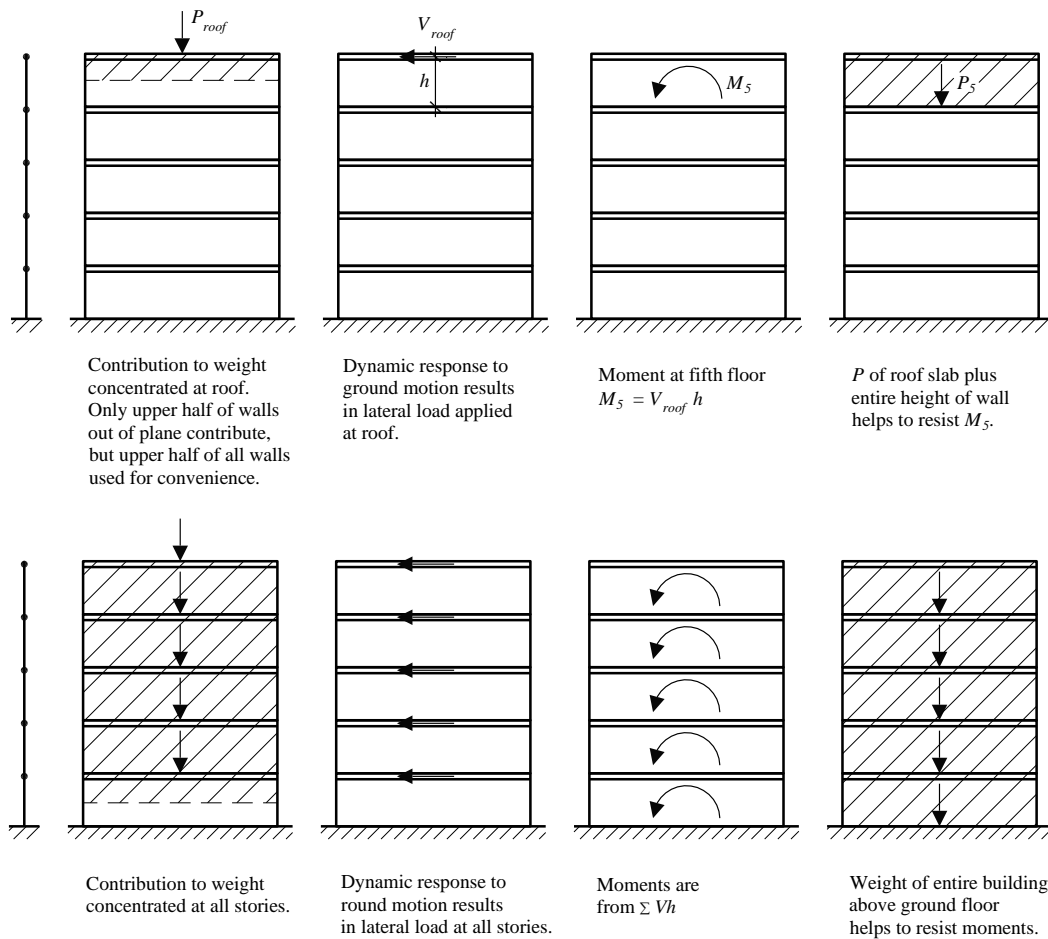 P_roof
V_roof
h
M_5
P_5
Contribution to weight
concentrated at roof.
Only upper half of walls
out of plane contribute,
but upper half of all walls
used for convenience.
Dynamic response to
ground motion results
in lateral load applied
at roof.
Moment at fifth floor
M_5 = V_roof h
P of roof slab plus
entire height of wall
helps to resist M_5.
Contribution to weight
concentrated at all stories.
Dynamic response to
round motion results
in lateral load at all stories.
Moments are
from Σ Vh
Weight of entire building
above ground floor
helps to resist moments.